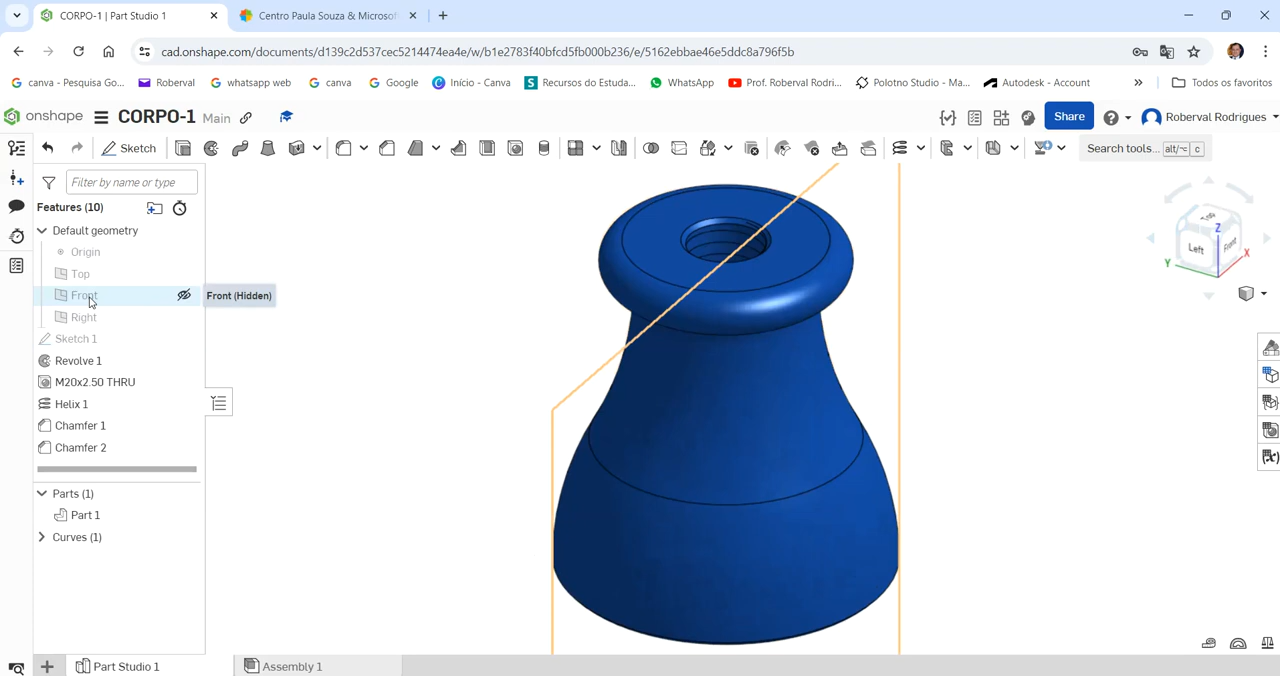 CORPO-1 | Part Studio 1
Centro Paula Souza & Microsof
cad.onshape.com/documents/d139c2d537cec5214474ea4e/w/b1e2783f40bfcd5fb000b236/e/5162ebbae46e5ddc8a796f5b
canva - Pesquisa Go...
Roberval
whatsapp web
canva
Google
Início - Canva
Recursos do Estuda...
WhatsApp
Prof. Roberval Rodri...
Polotno Studio - Ma...
Autodesk - Account
Todos os favoritos
onshape
CORPO-1
Main
Share
Roberval Rodrigues
Sketch
Search tools...
alt/⌥ c
Filter by name or type
Features (10)
Default geometry
Origin
Top
Front
Front (Hidden)
Right
Sketch 1
Revolve 1
M20x2.50 THRU
Helix 1
Chamfer 1
Chamfer 2
Parts (1)
Part 1
Curves (1)
Left
Front
Z
X
Y
Part Studio 1
Assembly 1